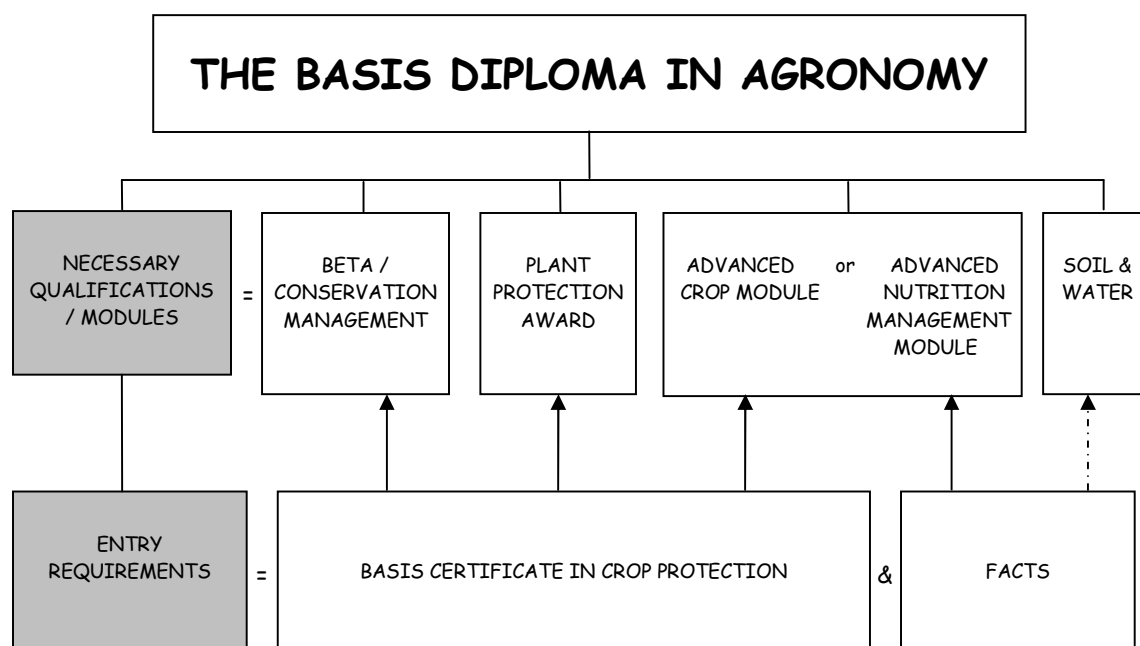 THE BASIS DIPLOMA IN AGRONOMY
NECESSARY
QUALIFICATIONS
/ MODULES
=
BETA /
CONSERVATION
MANAGEMENT
PLANT
PROTECTION
AWARD
ADVANCED
CROP MODULE
or
ADVANCED
NUTRITION
MANAGEMENT
MODULE
SOIL &
WATER
ENTRY
REQUIREMENTS
=
BASIS CERTIFICATE IN CROP PROTECTION
&
FACTS